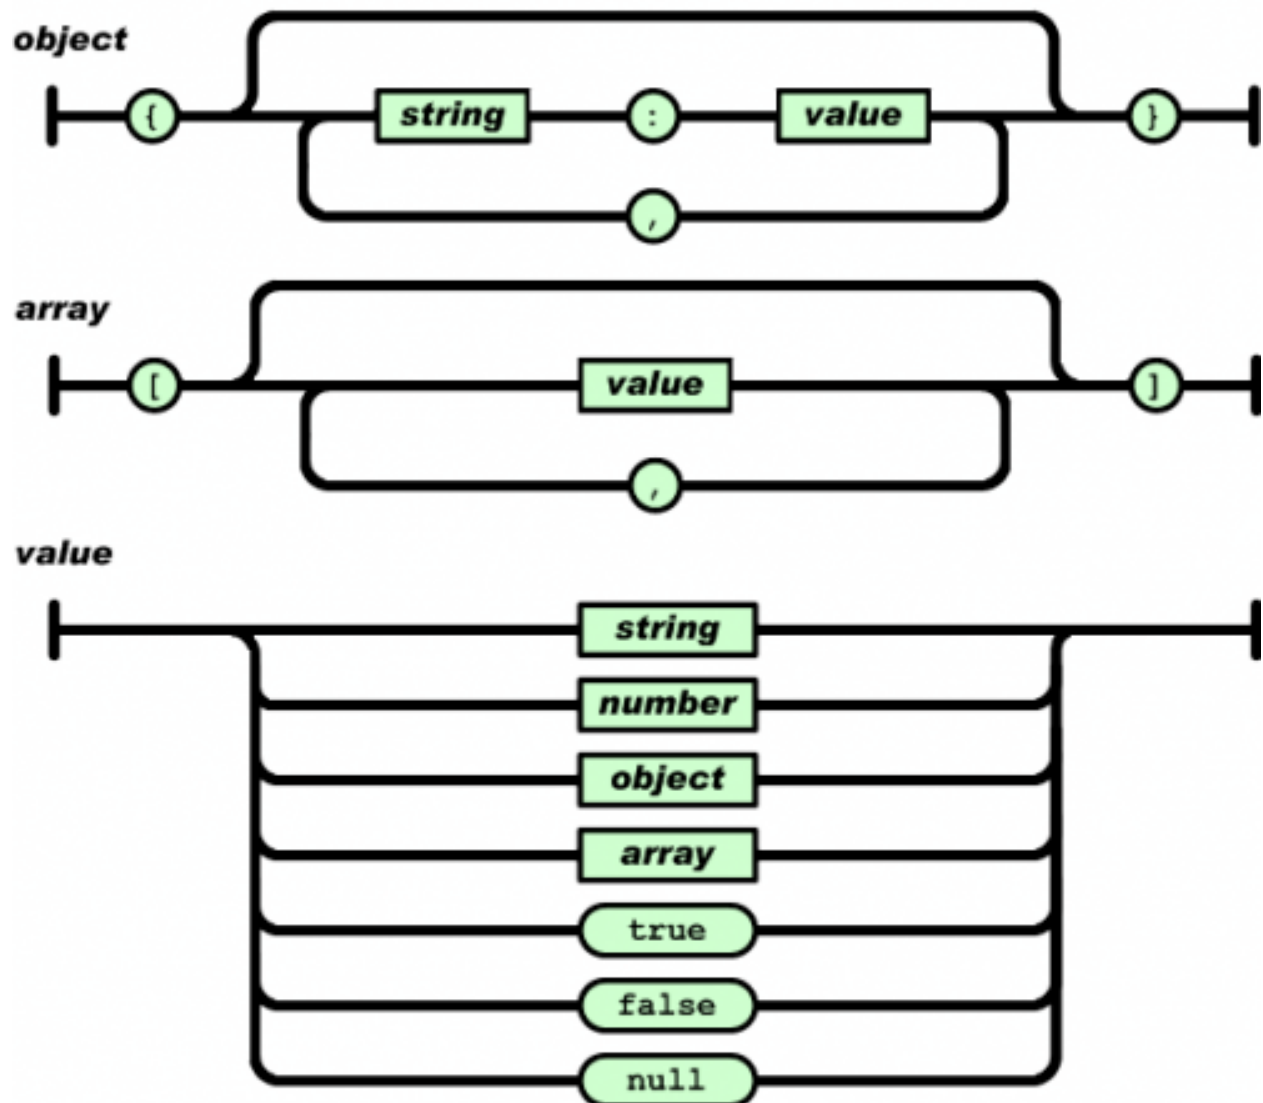 object
{ string : value }
,
array
[ value ]
,
value
string
number
object
array
true
false
null